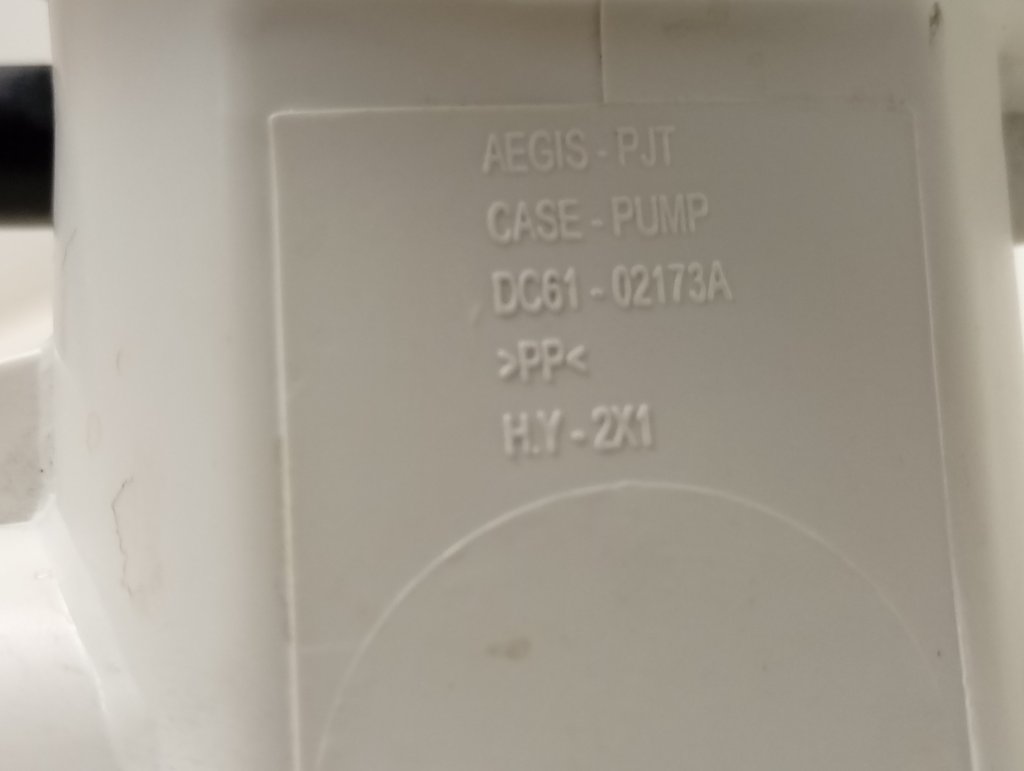 AEGIS - PJT
CASE - PUMP
DC61 - 02173A
>PP<
H.Y - 2X1